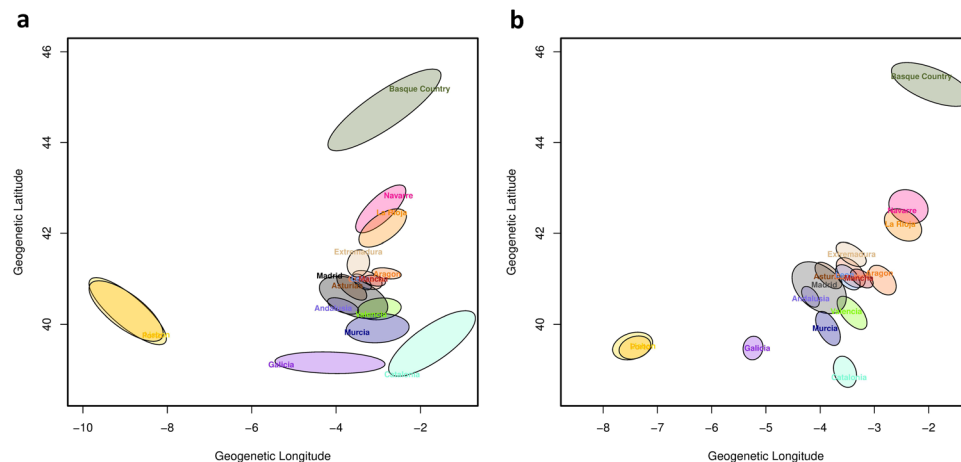 a
46
44
42
40
Geogenetic Latitude
Basque Country
Navarre
La Rioja
Extremadura
Madrid
Aragon
Asturias
Andalusia
Murcia
Galicia
Catalonia
−10
−8
−6
−4
−2
Geogenetic Longitude
b
46
44
42
40
Geogenetic Latitude
Basque Country
Navarre
La Rioja
Extremadura
Aragon
Mancha
Madrid
Andalusia
Valencia
Murcia
Galicia
Catalonia
−8
−7
−6
−5
−4
−3
−2
Geogenetic Longitude